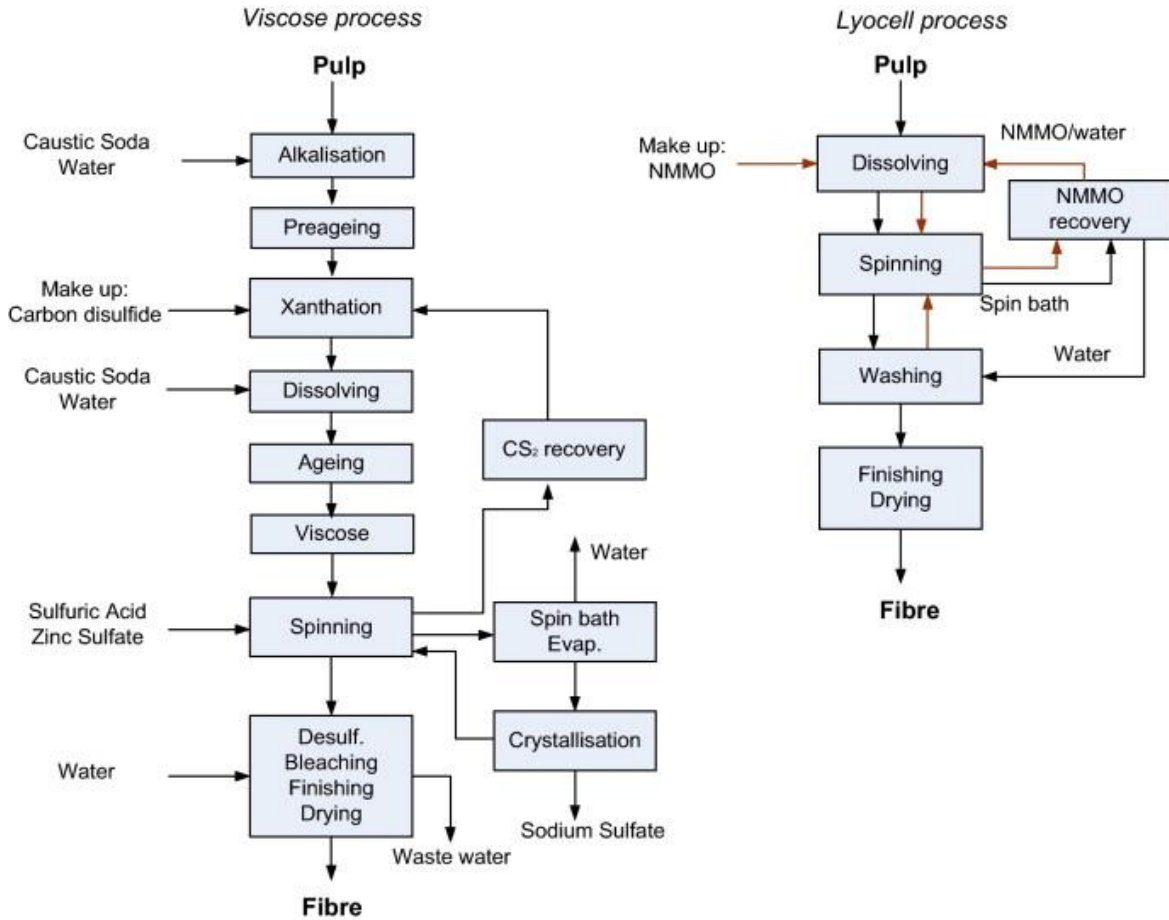 Viscose process
Pulp
Caustic Soda
Water
Alkalisation
Preageing
Make up:
Carbon disulfide
Xanthation
Caustic Soda
Water
Dissolving
CS₂ recovery
Ageing
Viscose
Water
Sulfuric Acid
Zinc Sulfate
Spinning
Spin bath
Evap.
Crystallisation
Water
Desulf.
Bleaching
Finishing
Drying
Sodium Sulfate
Waste water
Fibre
Lyocell process
Pulp
NMMO/water
Make up:
NMMO
Dissolving
NMMO
recovery
Spinning
Spin bath
Water
Washing
Finishing
Drying
Fibre